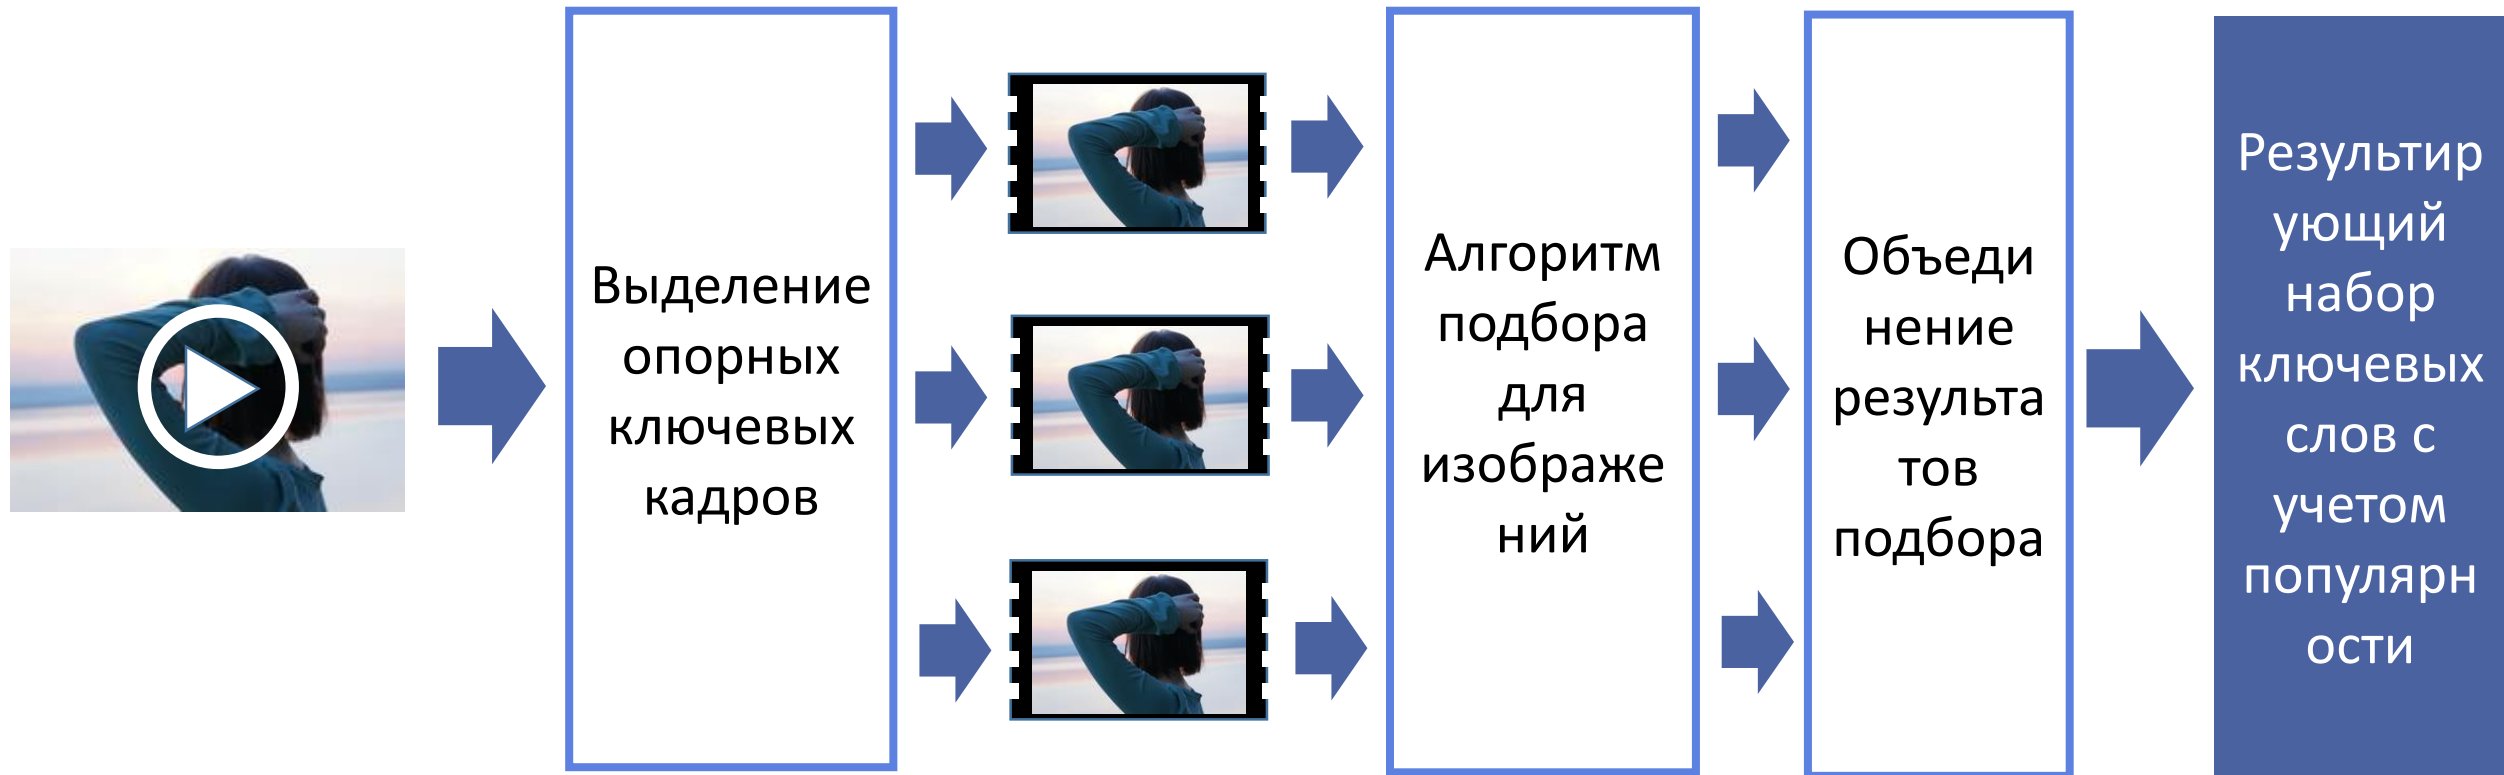 Выделение
опорных
ключевых
кадров
Алгоритм
подбора
для
изображе
ний
Объеди
нение
результа
тов
подбора
Результир
ующий
набор
ключевых
слов с
учетом
популярн
ости